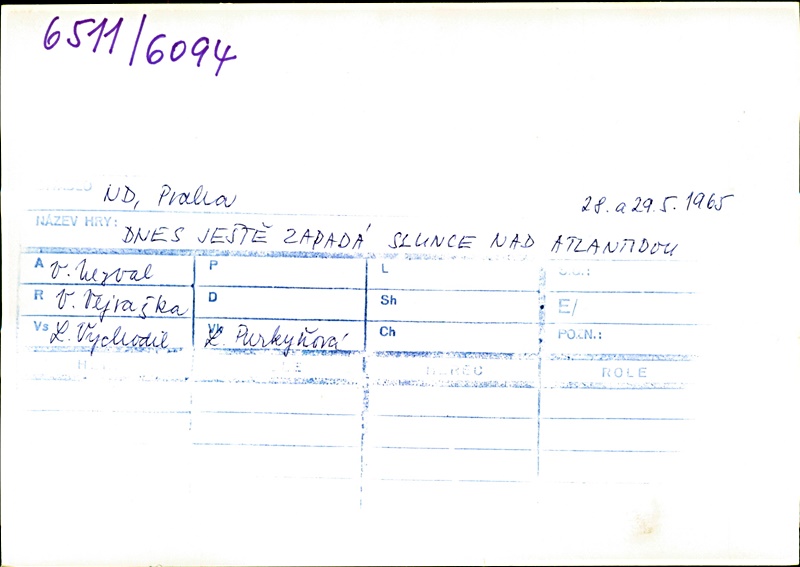 6511/6094
ND, Praha 28. a 29.5. 1965
NÁZEV HRY: DNES JEŠTĚ ZAPADÁ SLUNCE NAD ATLANTIDOU
A V. Nezval P L
R V. Vejražka D Sh E/
Vs L. Vychodil L. Purkyňová Ch POZN.:
HEREC ROLE